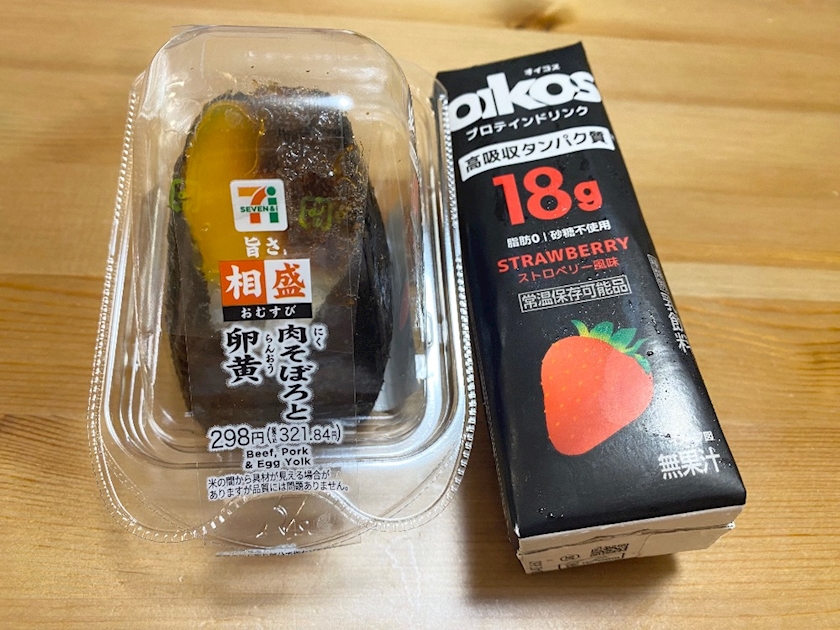 SEVEN&i
旨さ
相盛
おむすび
肉そぼろと
にく
卵黄
らんおう
298円(税込321.84円)
Beef, Pork
& Egg Yolk
米の間から具材が見える場合が
ありますが品質には問題ありません。
オイコス
oikos
プロテインドリンク
高吸収タンパク質
18g
脂肪0|砂糖不使用
STRAWBERRY
ストロベリー風味
常温保存可能品
無果汁